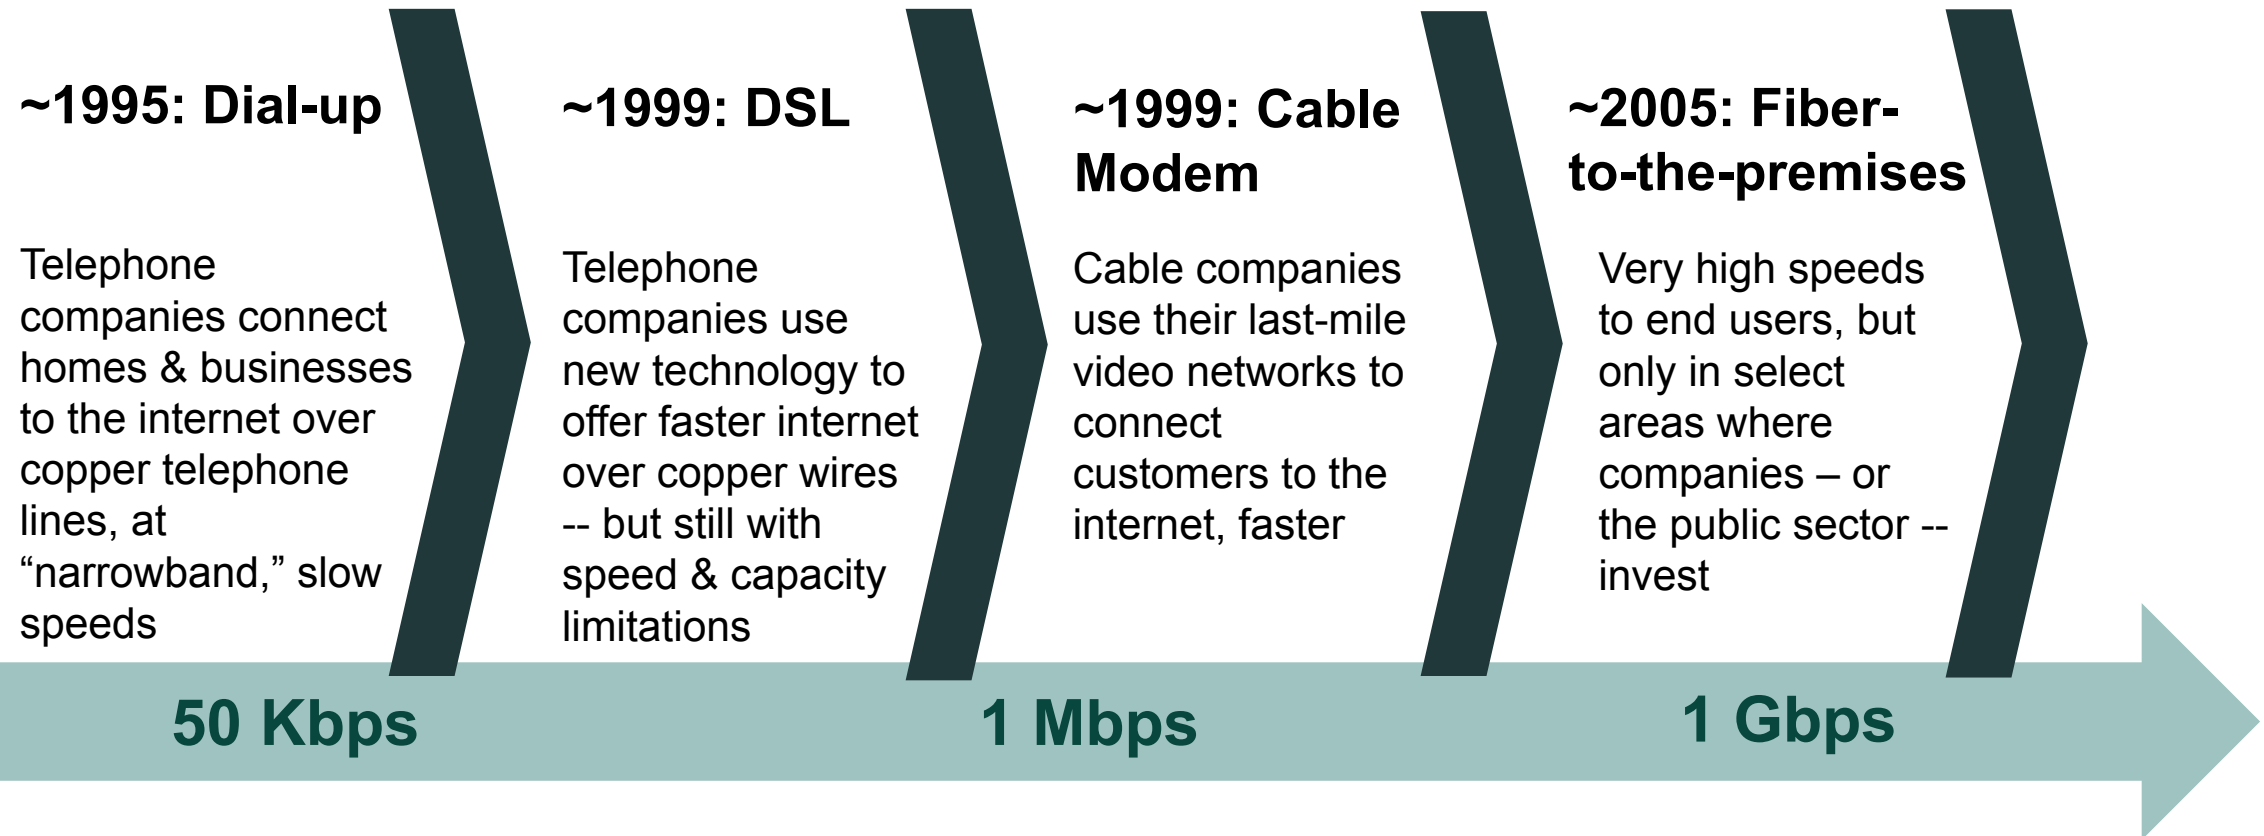 ~1995: Dial-up
Telephone
companies connect
homes & businesses
to the internet over
copper telephone
lines, at
“narrowband,” slow
speeds
~1999: DSL
Telephone
companies use
new technology to
offer faster internet
over copper wires
-- but still with
speed & capacity
limitations
~1999: Cable
Modem
Cable companies
use their last-mile
video networks to
connect
customers to the
internet, faster
~2005: Fiber-
to-the-premises
Very high speeds
to end users, but
only in select
areas where
companies – or
the public sector --
invest
50 Kbps
1 Mbps
1 Gbps